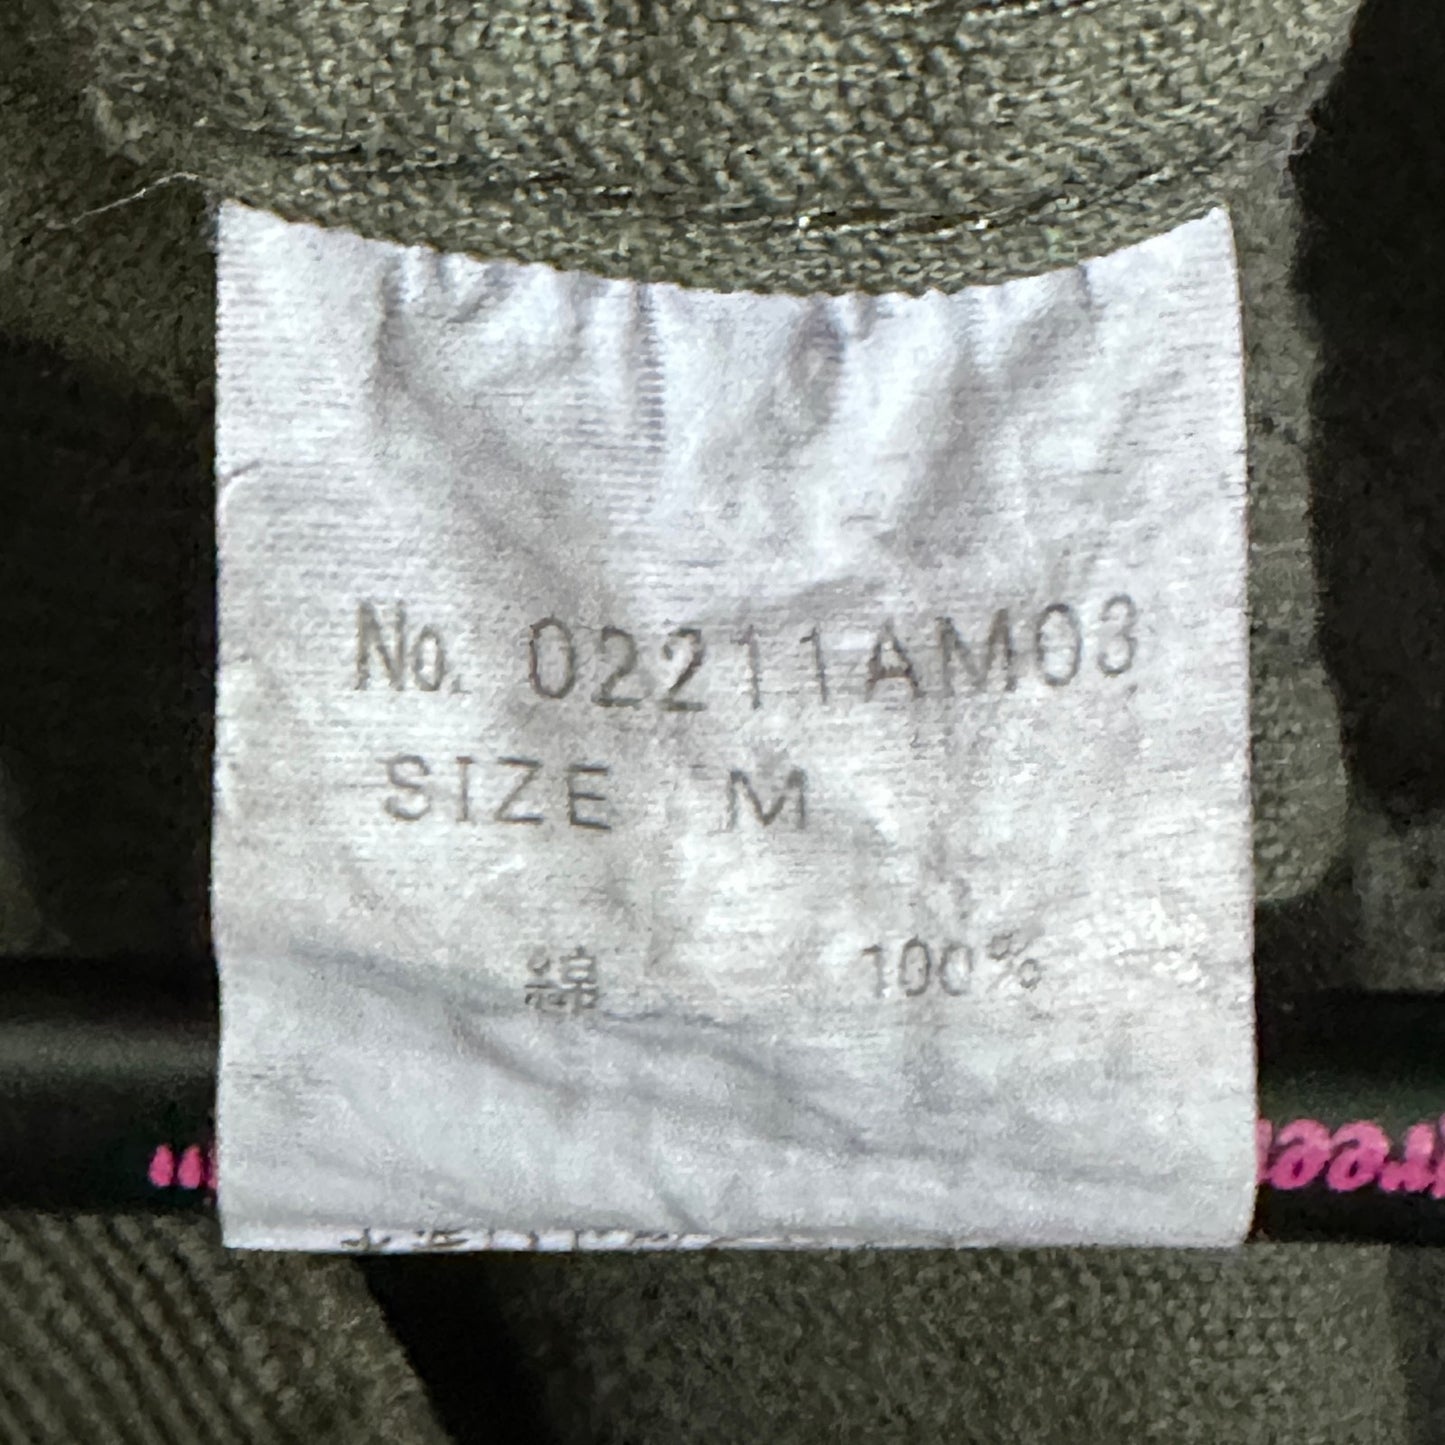 No. 02211AM03
SIZE M
綿 100%